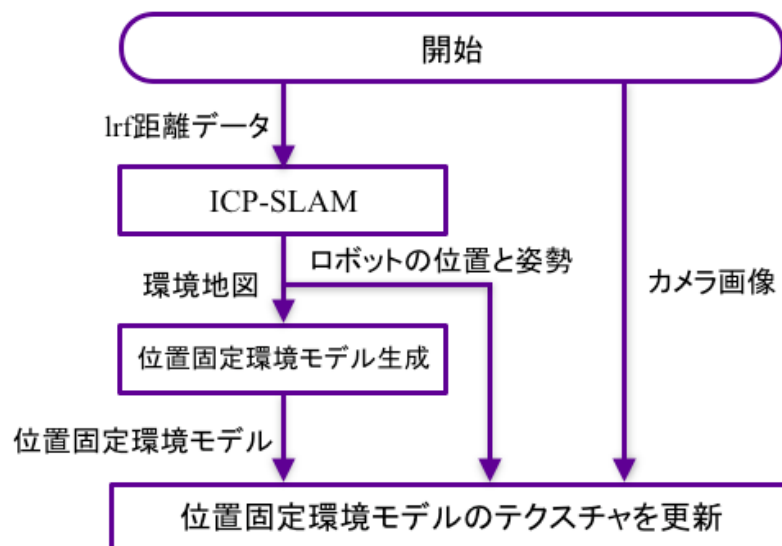 開始
lrf距離データ
ICP-SLAM
ロボットの位置と姿勢
環境地図
カメラ画像
位置固定環境モデル生成
位置固定環境モデル
位置固定環境モデルのテクスチャを更新